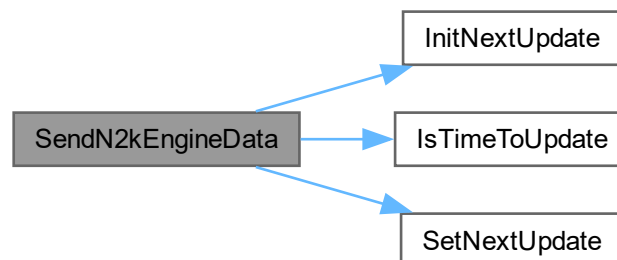 InitNextUpdate
SendN2kEngineData
IsTimeToUpdate
SetNextUpdate